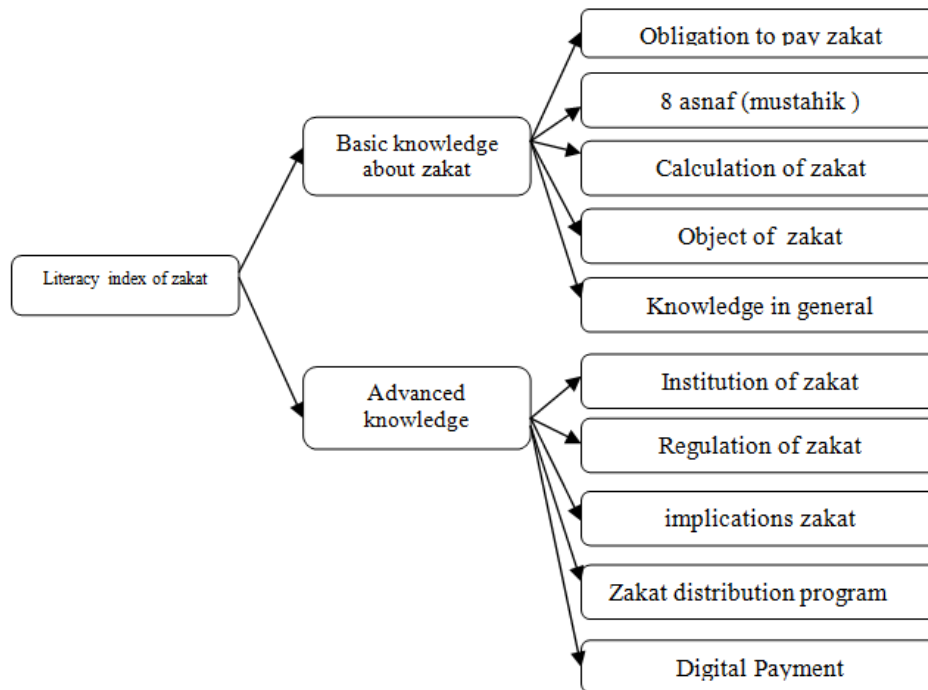 Obligation to pay zakat
8 asnaf (mustahik )
Basic knowledge
about zakat
Calculation of zakat
Object of zakat
Literacy index of zakat
Knowledge in general
Institution of zakat
Advanced
knowledge
Regulation of zakat
implications zakat
Zakat distribution program
Digital Payment